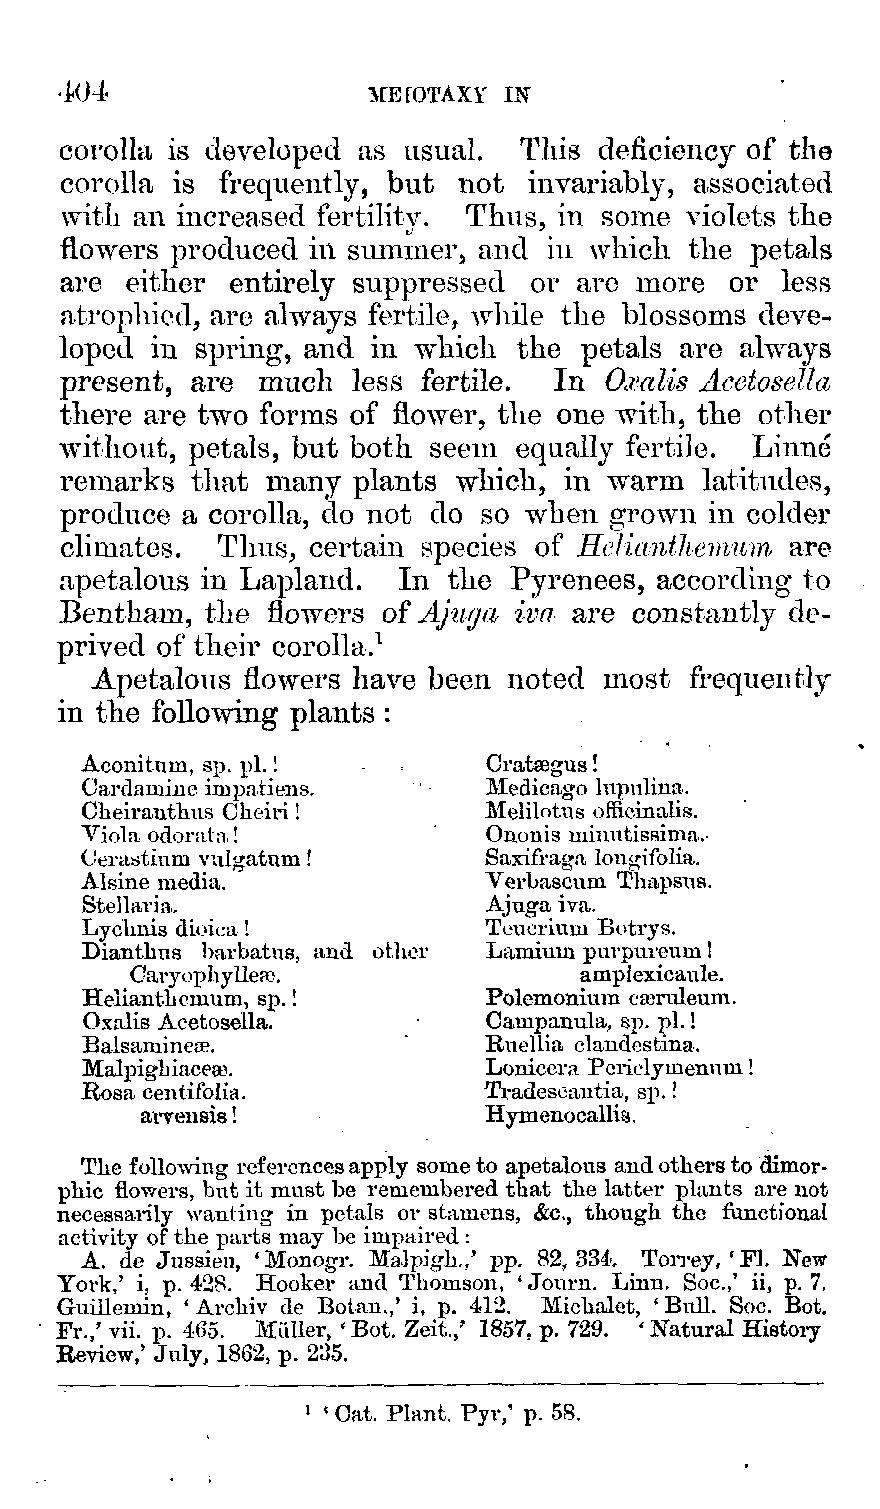 404 MEIOTAXY IN
corolla is developed as usual. This deficiency of the
corolla is frequently, but not invariably, associated
with an increased fertility. Thus, in some violets the
flowers produced in summer, and in which the petals
are either entirely suppressed or are more or less
atrophied, are always fertile, while the blossoms deve-
loped in spring, and in which the petals are always
present, are much less fertile. In Oxalis Acetosella
there are two forms of flower, the one with, the other
without, petals, but both seem equally fertile. Linné
remarks that many plants which, in warm latitudes,
produce a corolla, do not do so when grown in colder
climates. Thus, certain species of Helianthemum are
apetalous in Lapland. In the Pyrenees, according to
Bentham, the flowers of Ajuga iva are constantly de-
prived of their corolla.¹
Apetalous flowers have been noted most frequently
in the following plants :
Aconitum, sp. pl.!
Cardamine impatiens.
Cheiranthus Cheiri!
Viola odorata!
Cerastium vulgatum!
Alsine media.
Stellaria.
Lychnis dioica!
Dianthus barbatus, and other
Caryophylleæ.
Helianthemum, sp.!
Oxalis Acetosella.
Balsamineæ.
Malpighiaceæ.
Rosa centifolia.
arvensis!
Cratægus!
Medicago lupulina.
Melilotus officinalis.
Ononis minutissima.
Saxifraga longifolia.
Verbascum Thapsus.
Ajuga iva.
Teucrium Botrys.
Lamium purpureum!
amplexicaule.
Polemonium cæruleum.
Campanula, sp. pl.!
Ruellia clandestina.
Lonicera Periclymenum!
Tradescantia, sp.!
Hymenocallis.
The following references apply some to apetalous and others to dimor-
phic flowers, but it must be remembered that the latter plants are not
necessarily wanting in petals or stamens, &c., though the functional
activity of the parts may be impaired :
A. de Jussieu, ‘Monogr. Malpigh.,’ pp. 82, 334. Torrey, ‘Fl. New
York,’ i, p. 428. Hooker and Thomson, ‘Journ. Linn. Soc.,’ ii, p. 7.
Guillemin, ‘Archiv de Botan.,’ i, p. 412. Michalet, ‘Bull. Soc. Bot.
Fr.,’ vii. p. 465. Müller, ‘Bot. Zeit.,’ 1857, p. 729. ‘Natural History
Review,’ July, 1862, p. 235.
¹ ‘Cat. Plant. Pyr,’ p. 58.